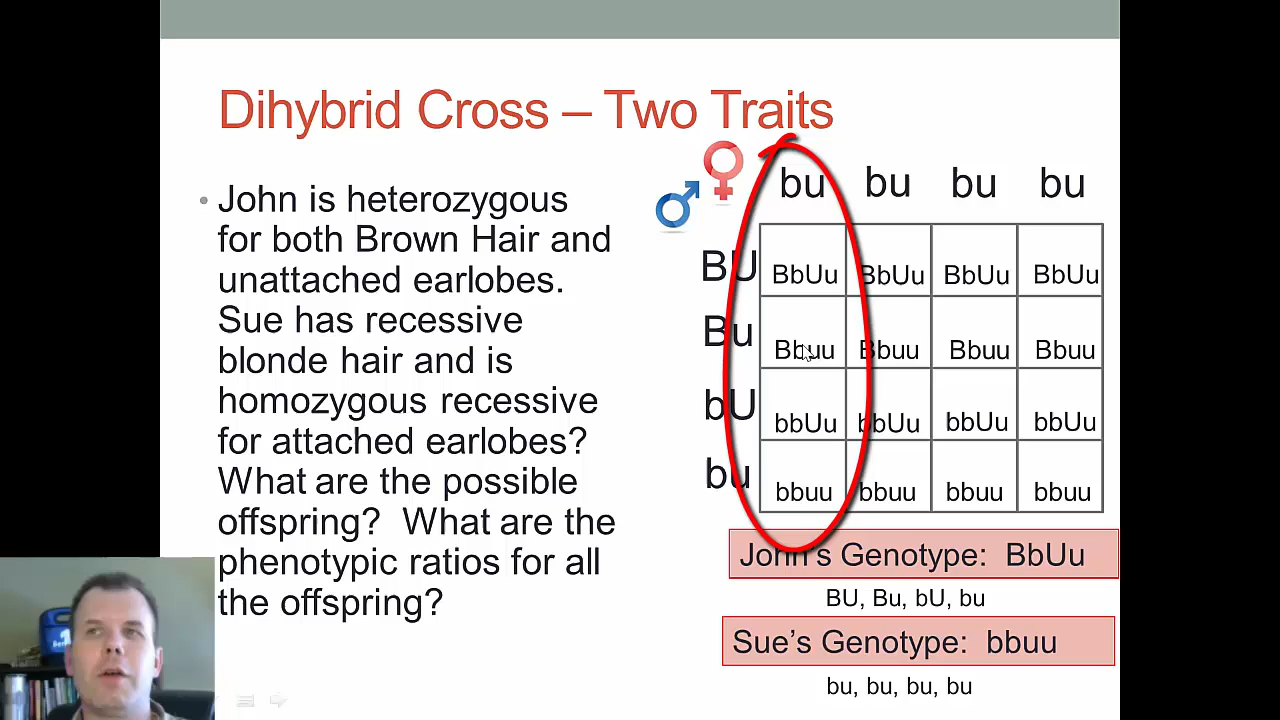 Dihybrid Cross – Two Traits
• John is heterozygous
for both Brown Hair and
unattached earlobes.
Sue has recessive
blonde hair and is
homozygous recessive
for attached earlobes?
What are the possible
offspring? What are the
phenotypic ratios for all
the offspring?
bu bu bu bu
BU BbUu BbUu BbUu BbUu
Bu Bbuu Bbuu Bbuu Bbuu
bU bbUu bbUu bbUu bbUu
bu bbuu bbuu bbuu bbuu
John's Genotype: BbUu
BU, Bu, bU, bu
Sue's Genotype: bbuu
bu, bu, bu, bu